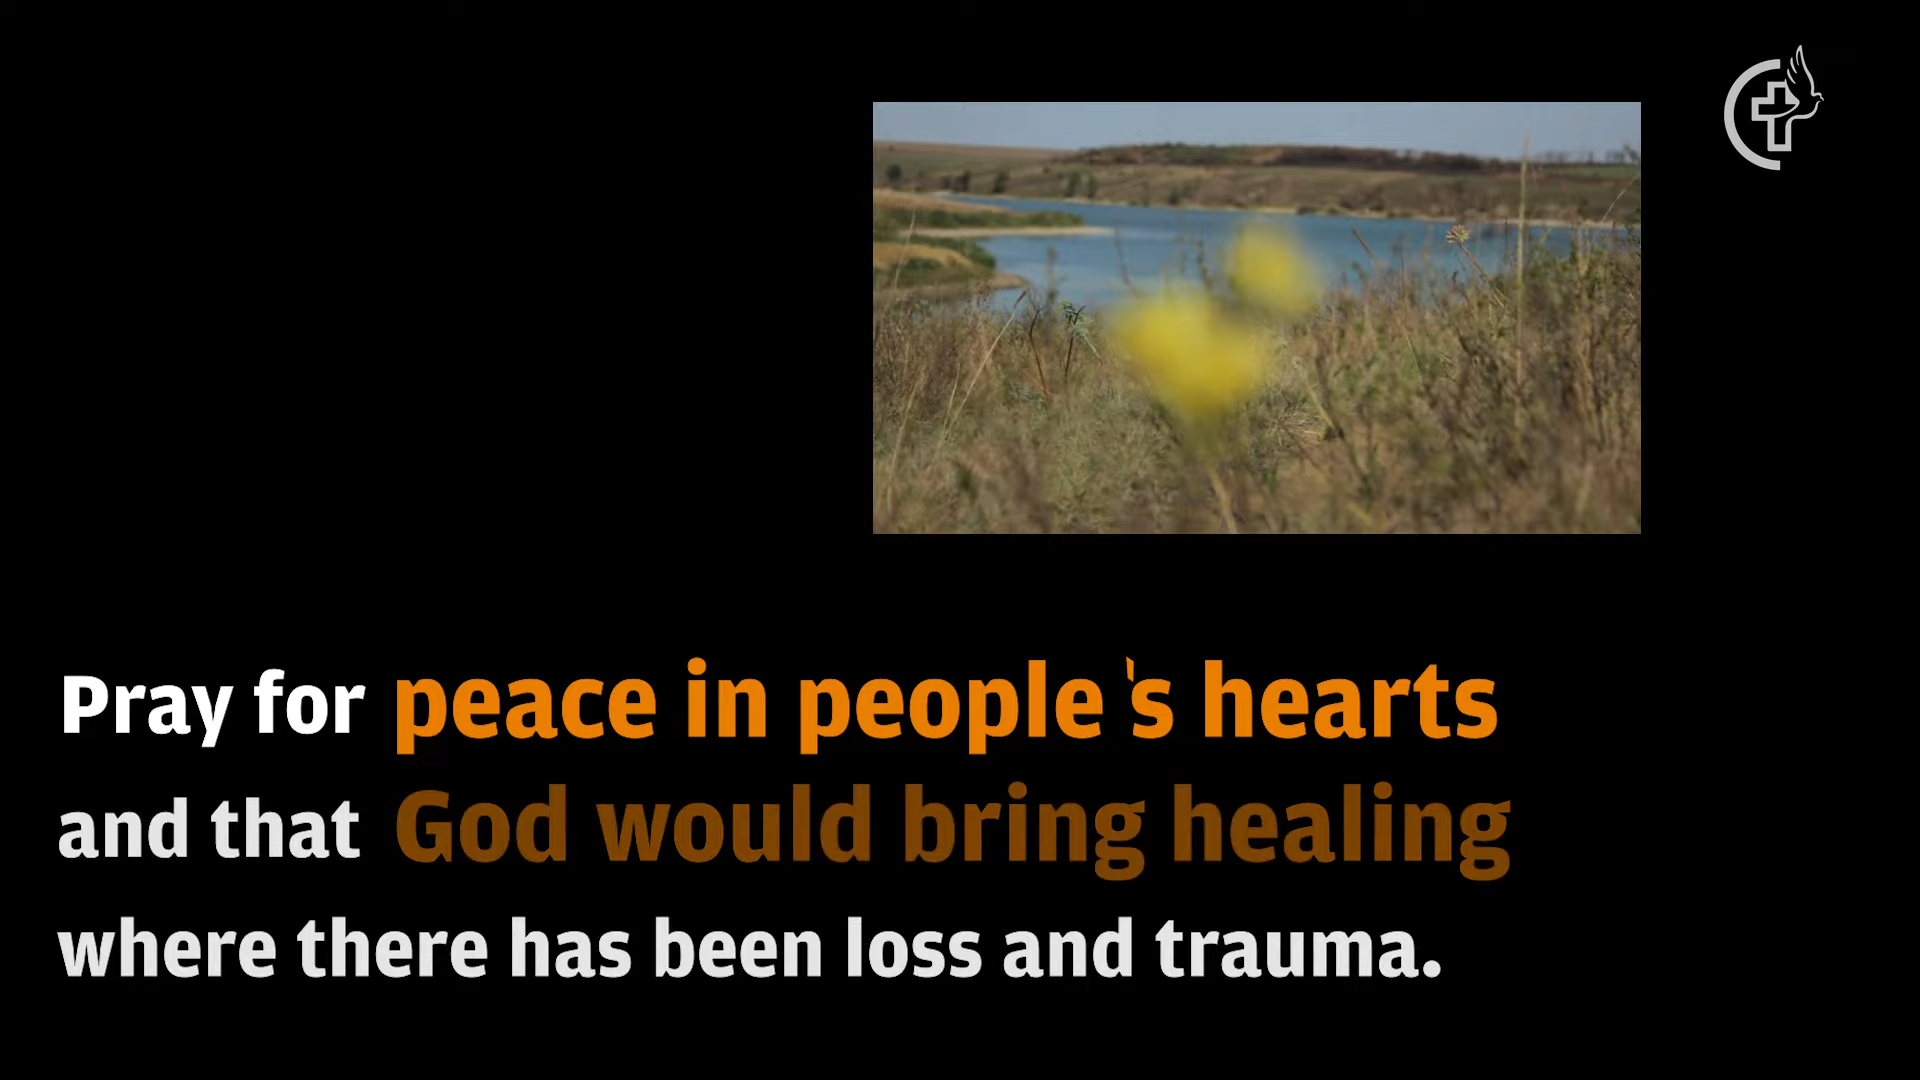 Pray for peace in people's hearts
and that God would bring healing
where there has been loss and trauma.